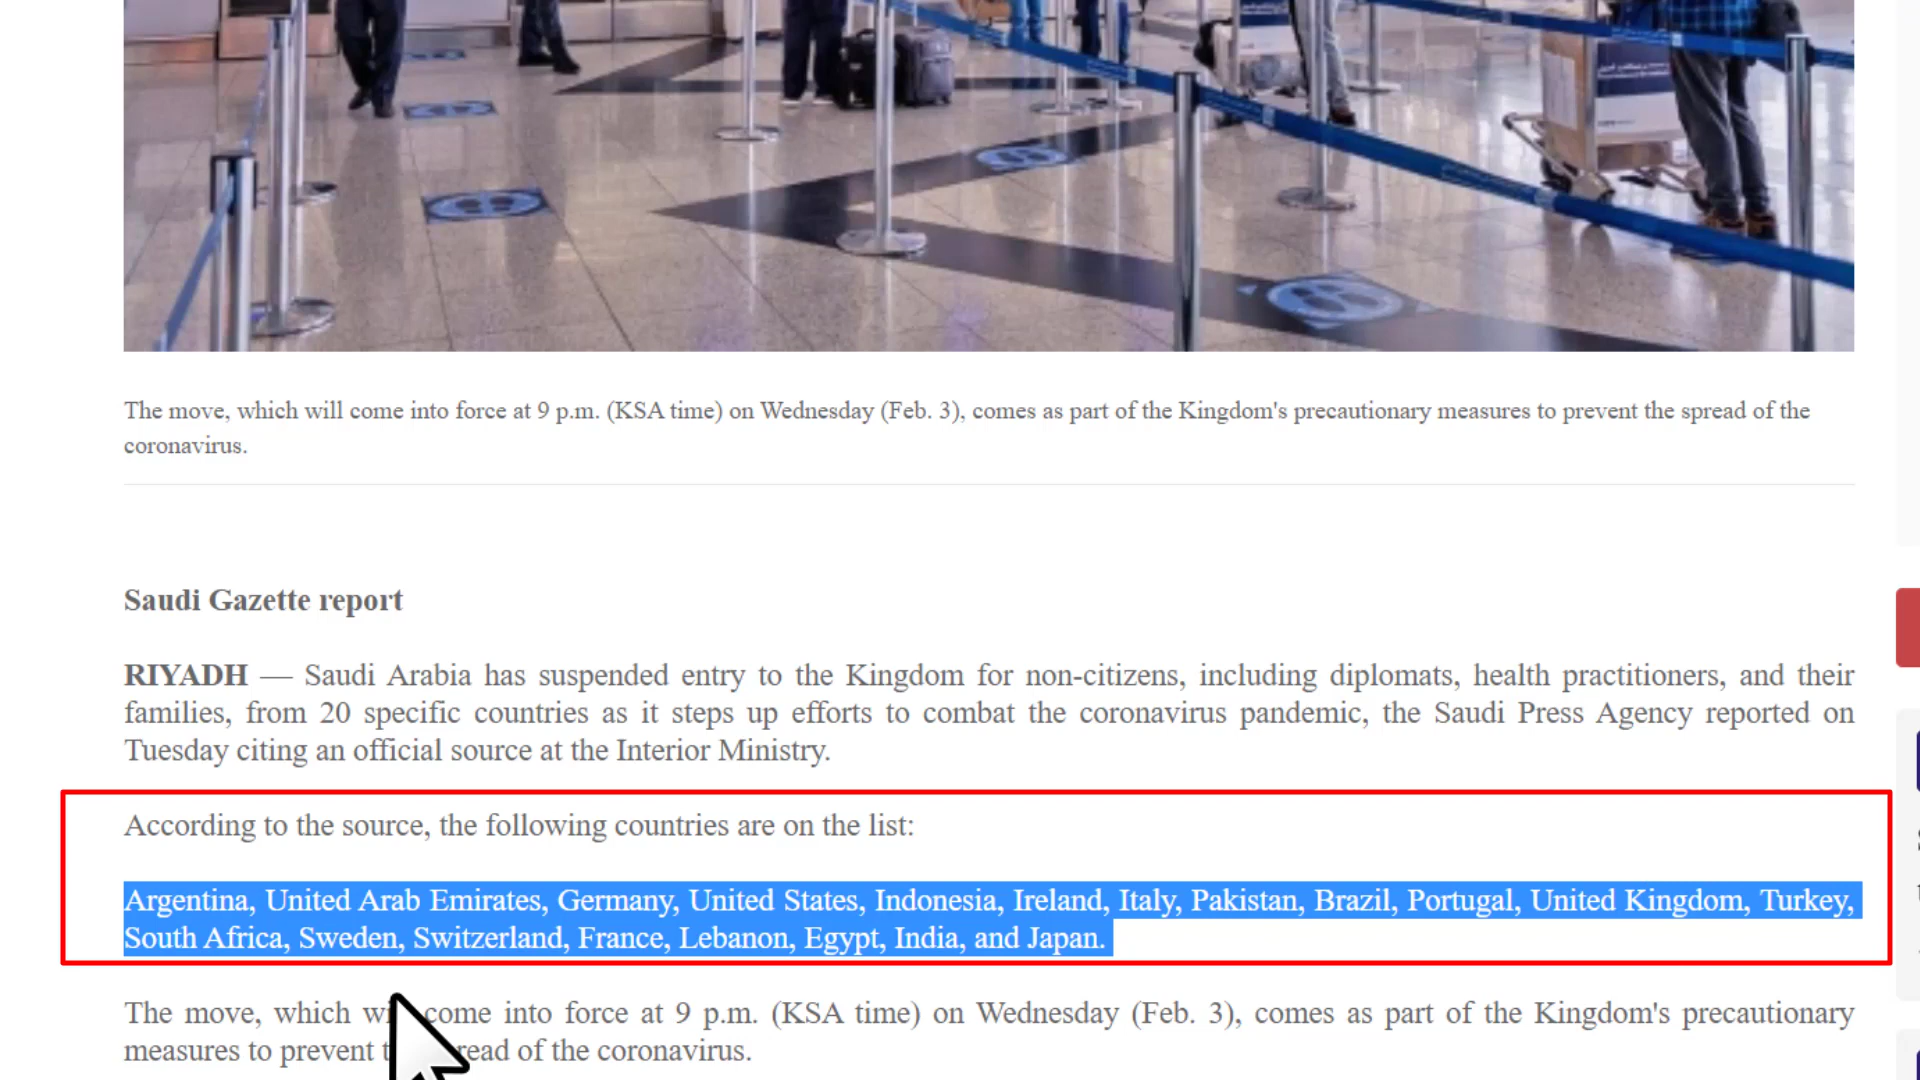 The move, which will come into force at 9 p.m. (KSA time) on Wednesday (Feb. 3), comes as part of the Kingdom's precautionary measures to prevent the spread of the
coronavirus.
Saudi Gazette report
RIYADH — Saudi Arabia has suspended entry to the Kingdom for non-citizens, including diplomats, health practitioners, and their
families, from 20 specific countries as it steps up efforts to combat the coronavirus pandemic, the Saudi Press Agency reported on
Tuesday citing an official source at the Interior Ministry.
According to the source, the following countries are on the list:
Argentina, United Arab Emirates, Germany, United States, Indonesia, Ireland, Italy, Pakistan, Brazil, Portugal, United Kingdom, Turkey,
South Africa, Sweden, Switzerland, France, Lebanon, Egypt, India, and Japan.
The move, which come into force at 9 p.m. (KSA time) on Wednesday (Feb. 3), comes as part of the Kingdom's precautionary
measures to prevent of the coronavirus.